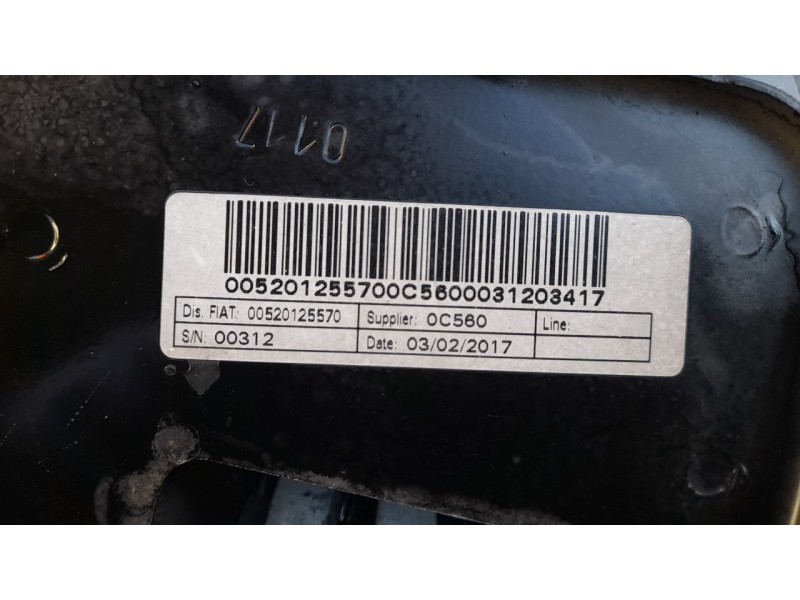 0117
005201255700C5600031203417
Dis. FIAT: 00520125570 Supplier: 0C560 Line:
S/N: 00312 Date: 03/02/2017